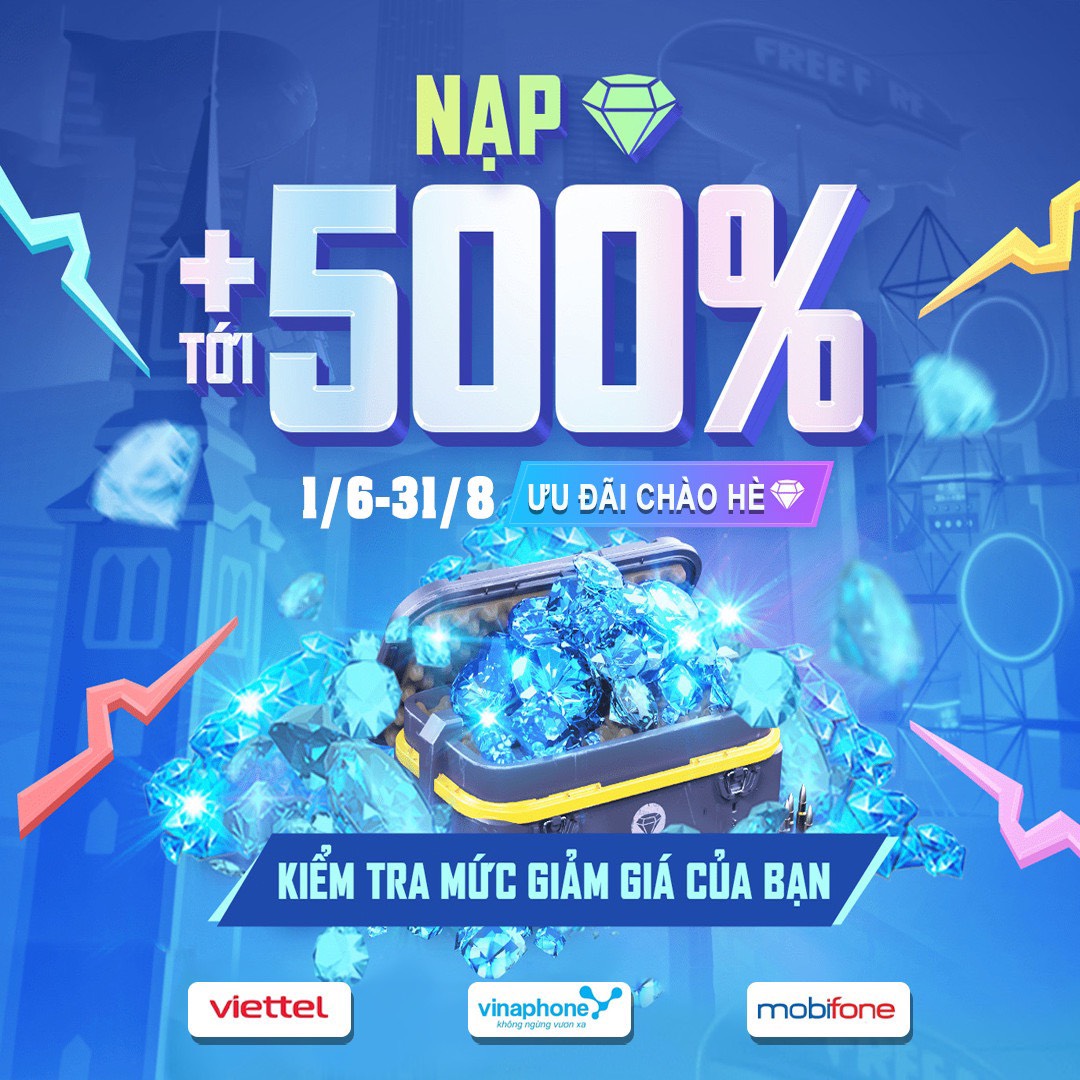 NẠP
+500%
TỚI
1/6-31/8 ƯU ĐÃI CHÀO HÈ
KIỂM TRA MỨC GIẢM GIÁ CỦA BẠN
viettel
vinaphone
không ngừng vươn xa
mobifone